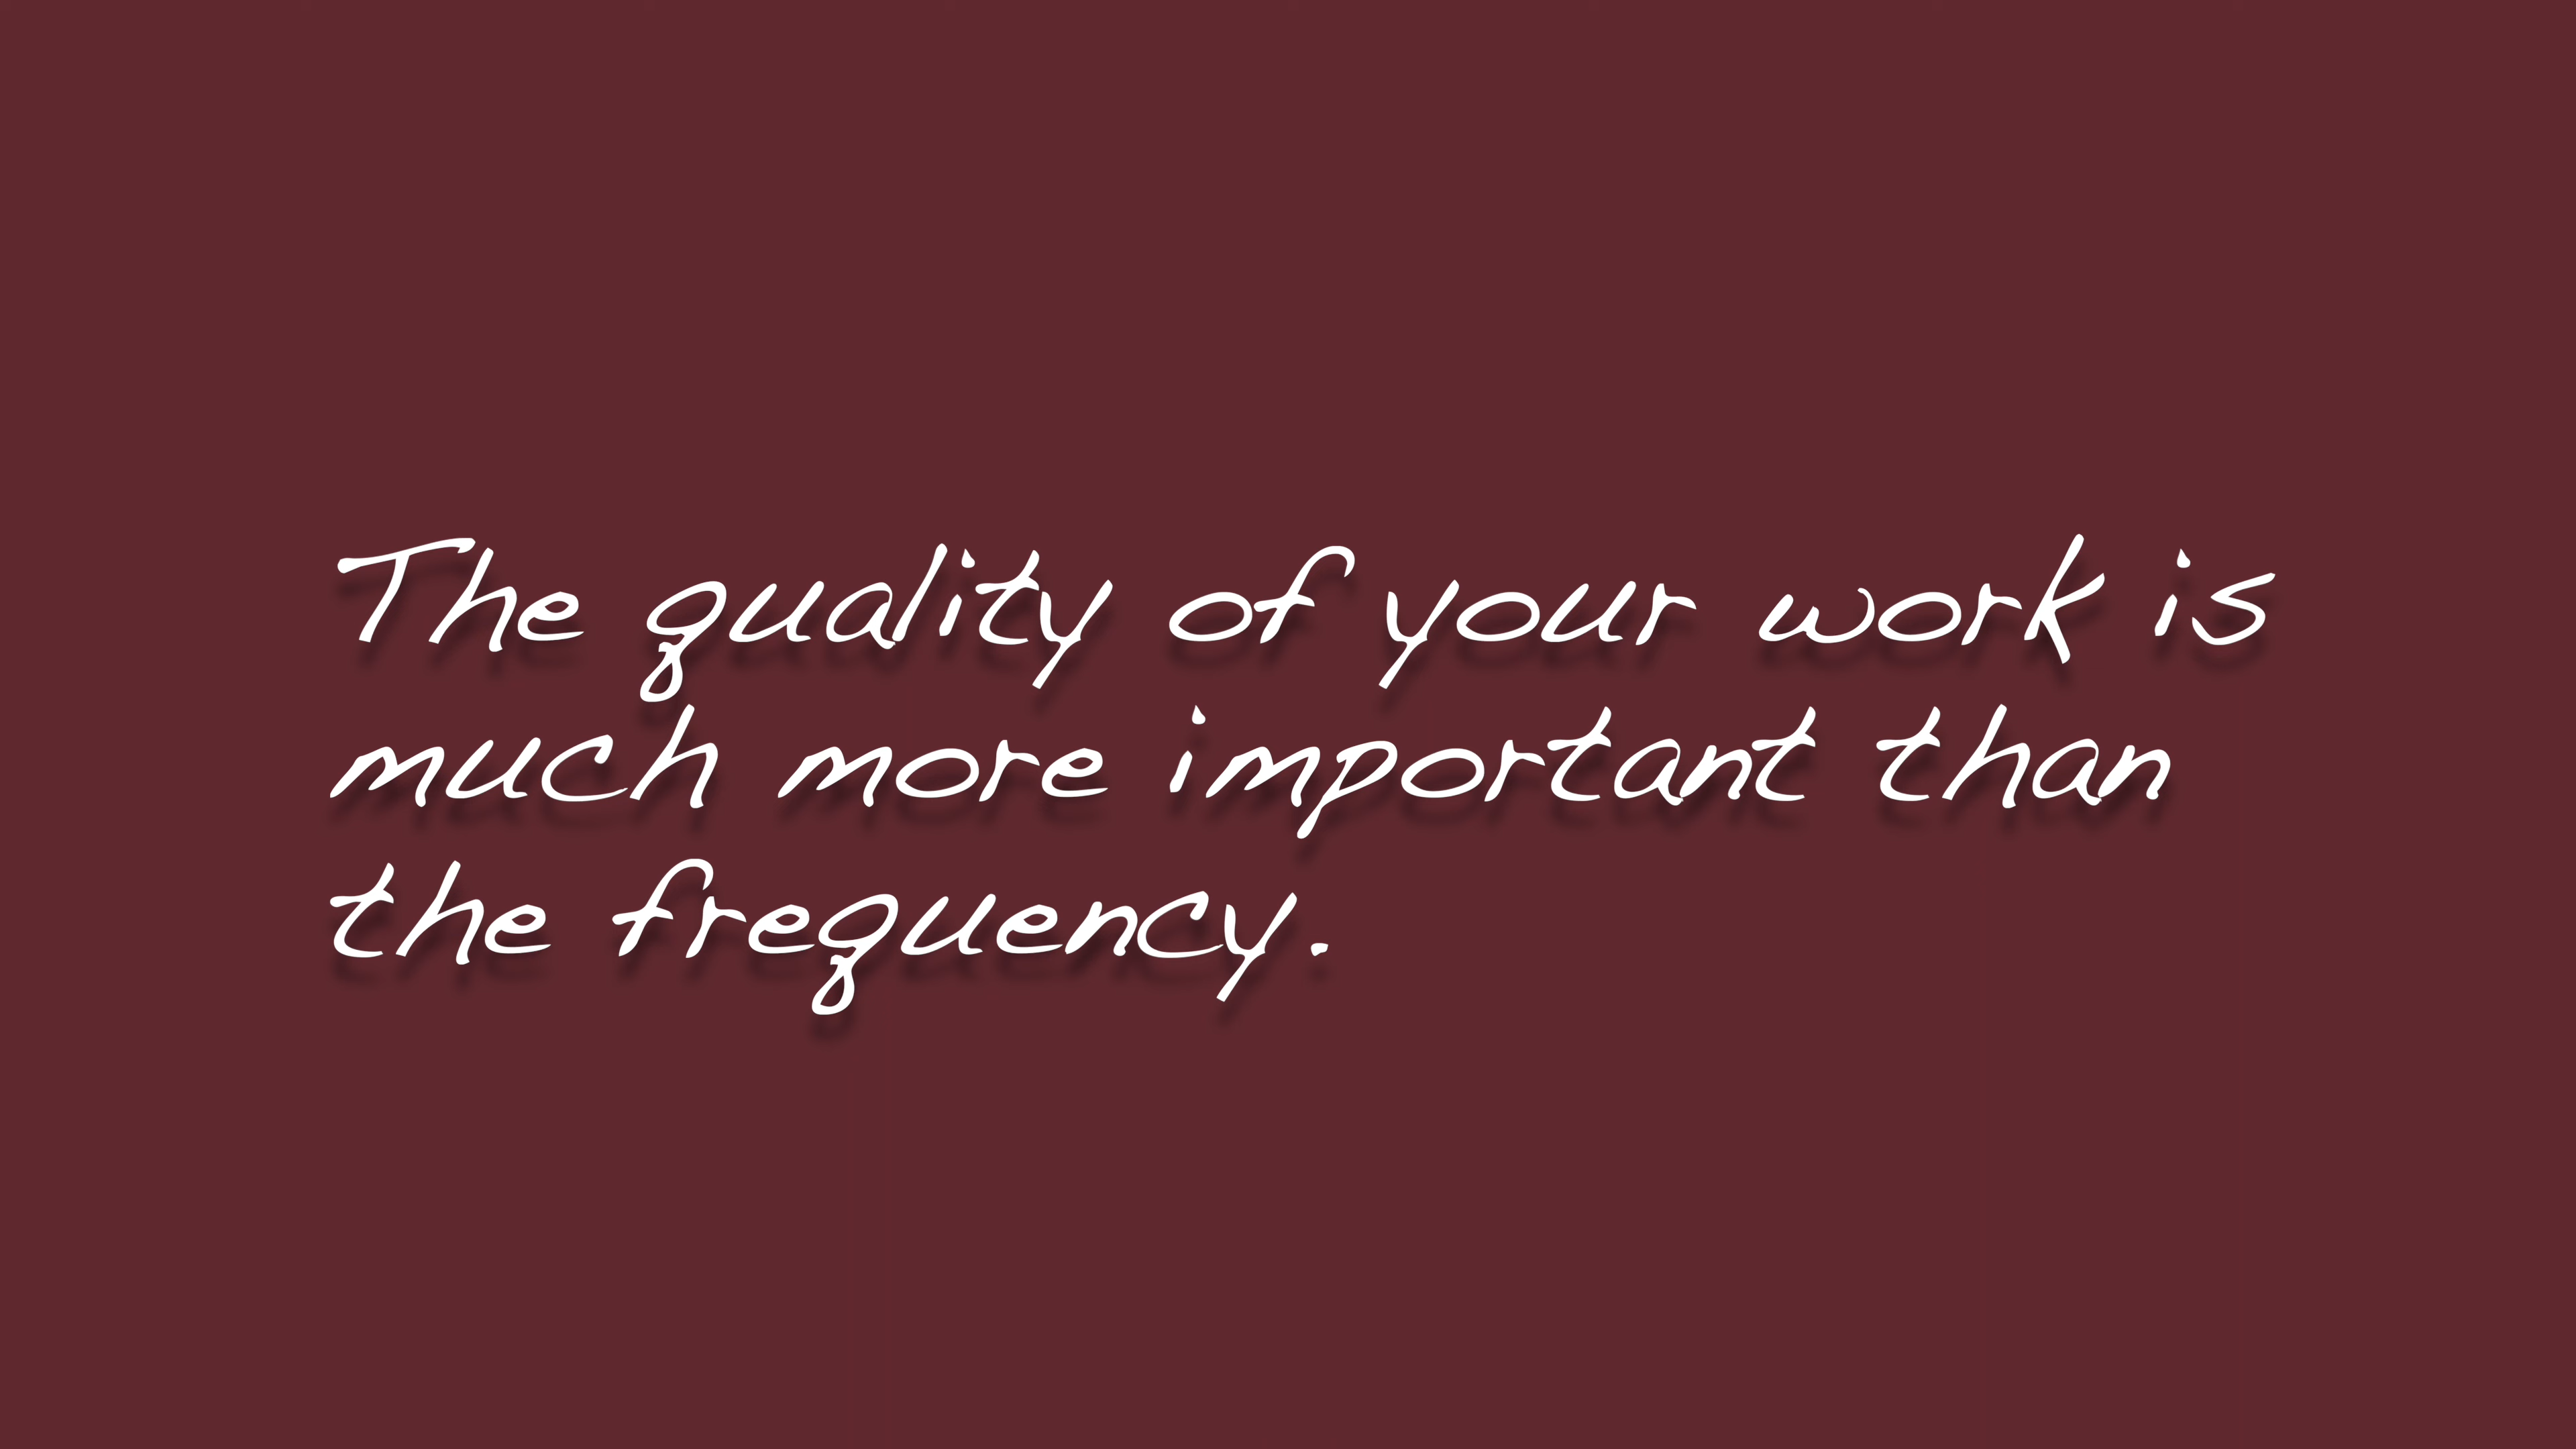 The quality of your work is
much more important than
the frequency.